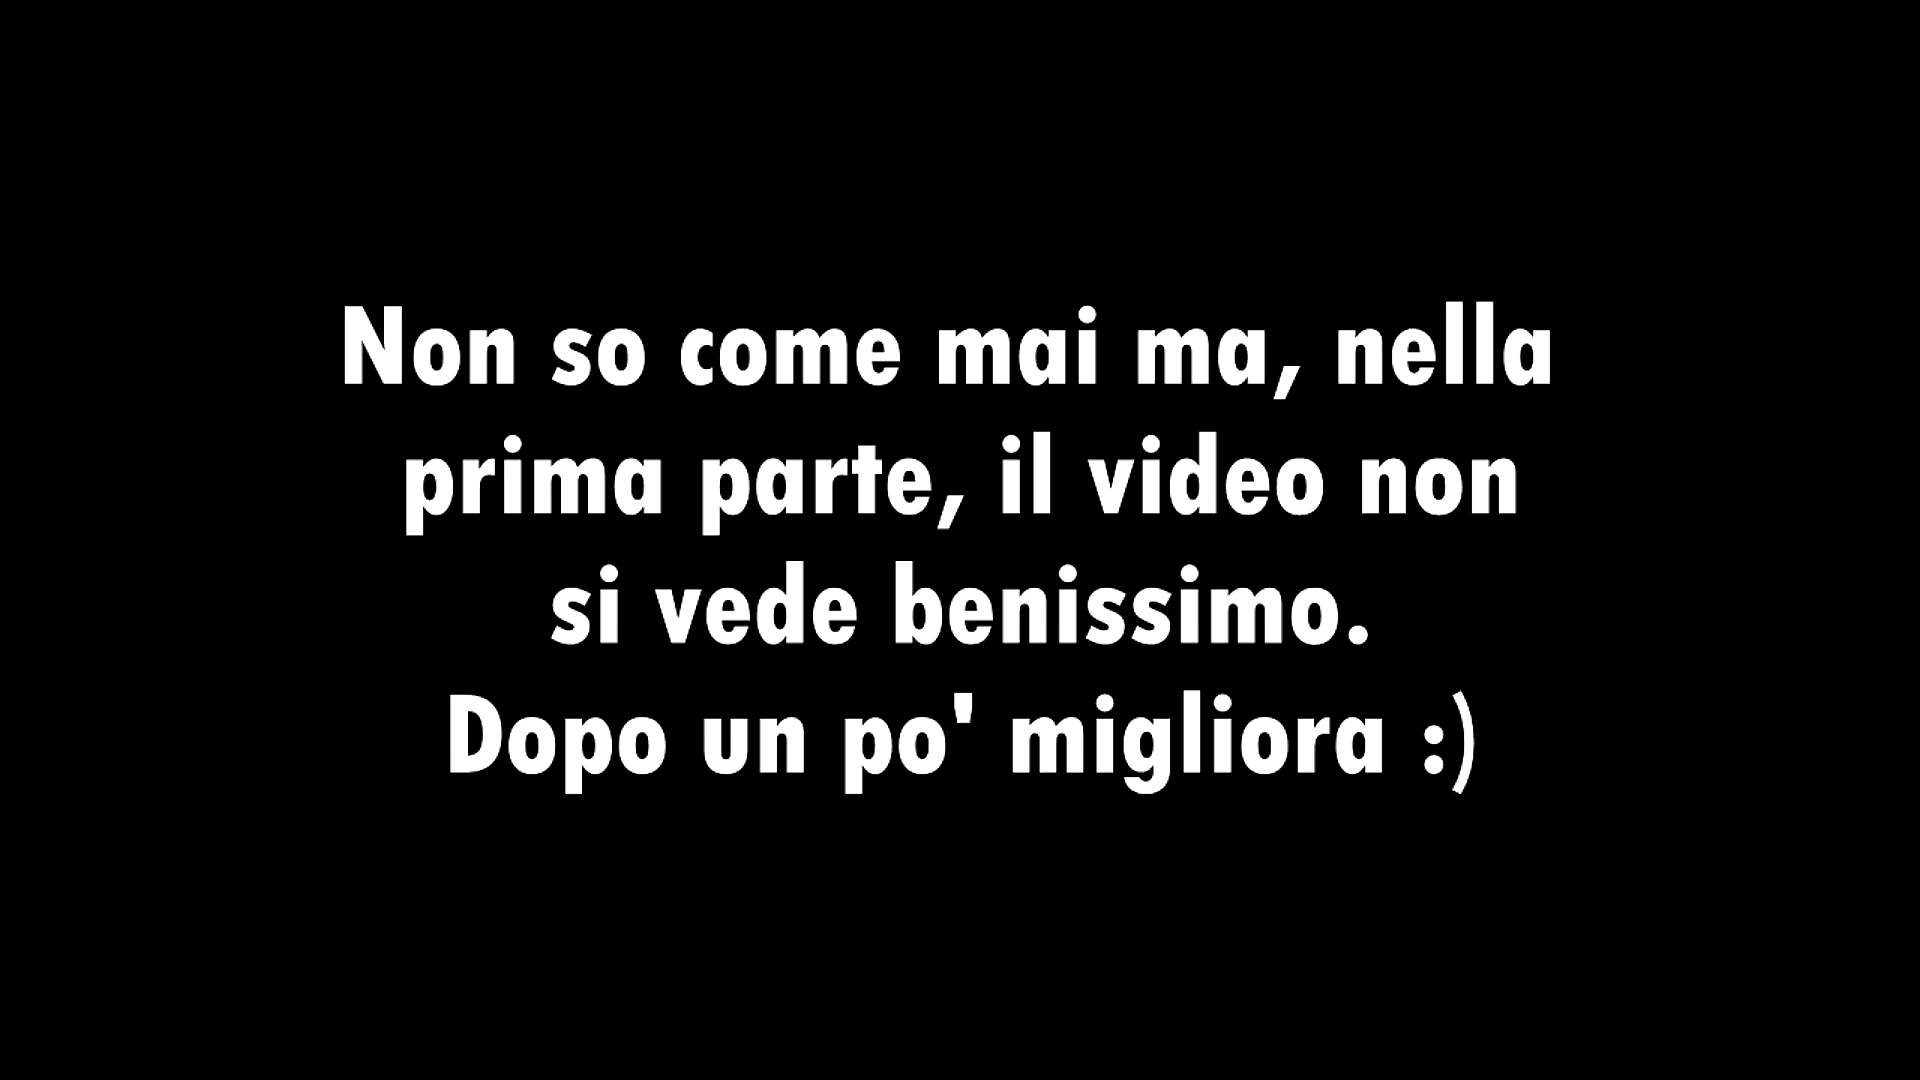 Non so come mai ma, nella
prima parte, il video non
si vede benissimo.
Dopo un po' migliora :)